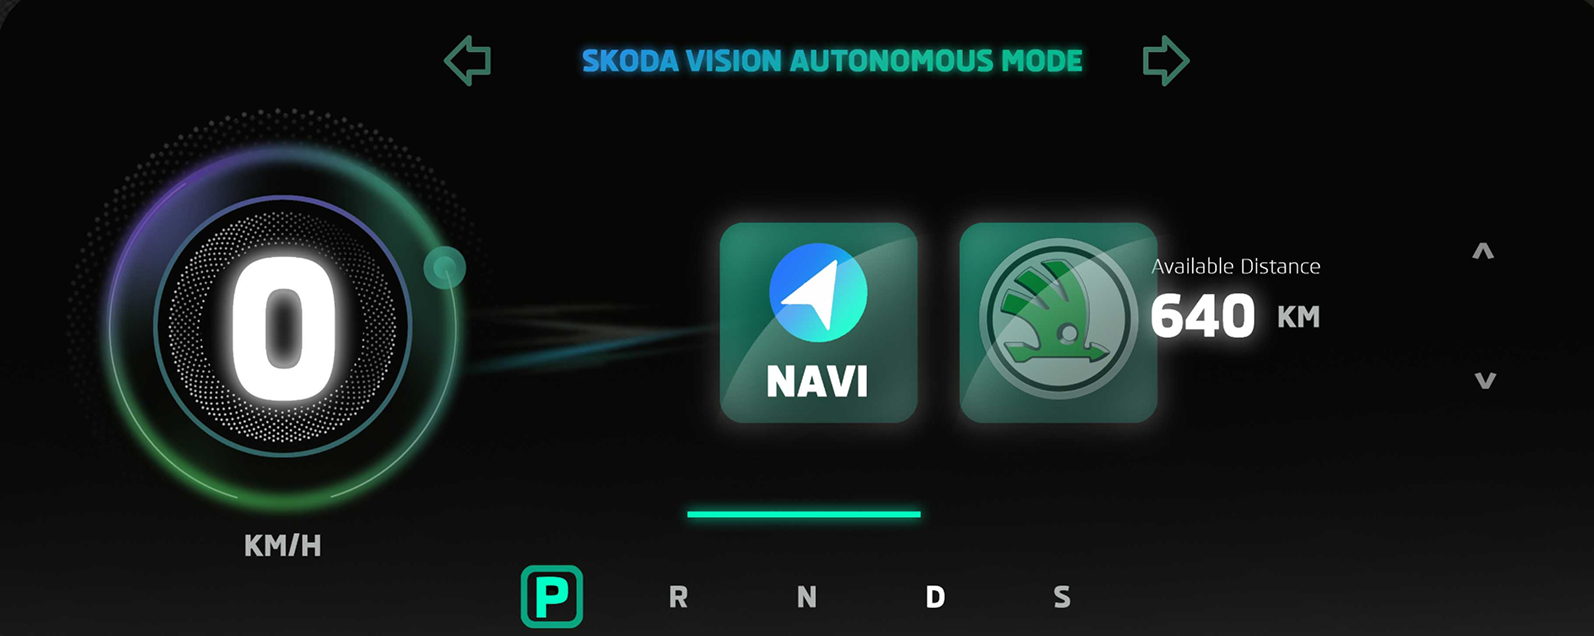 SKODA VISION AUTONOMOUS MODE
0
KM/H
NAVI
Available Distance
640 KM
P R N D S